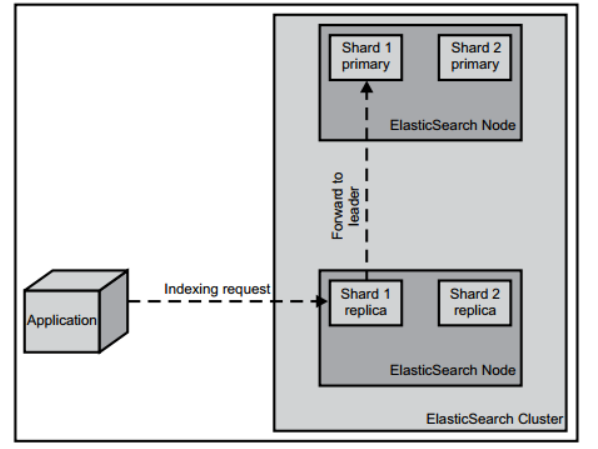 Shard 1
primary
Shard 2
primary
ElasticSearch Node
Forward to
leader
Indexing request
Application
Shard 1
replica
Shard 2
replica
ElasticSearch Node
ElasticSearch Cluster